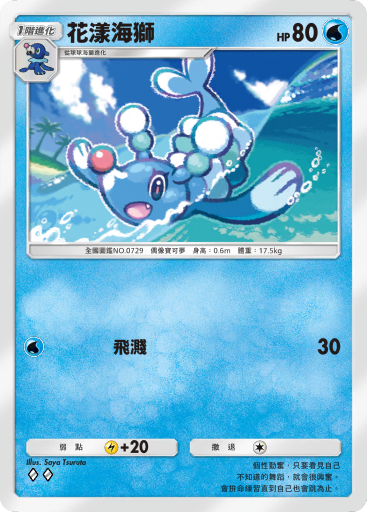 1階進化
花漾海獅
HP 80
從球球海獅進化
全國圖鑑NO.0729 偶像寶可夢 身高：0.6m 體重：17.5kg
飛濺 30
弱點 +20
撤退
Illus. Saya Tsuruta
個性勤奮，只要看見自己
不知道的舞蹈，就會很興奮。
會拚命練習直到自己也會跳為止。